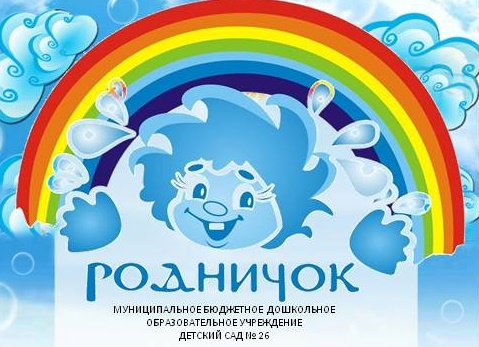 РОДНИЧОК
МУНИЦИПАЛЬНОЕ БЮДЖЕТНОЕ ДОШКОЛЬНОЕ
ОБРАЗОВАТЕЛЬНОЕ УЧРЕЖДЕНИЕ
ДЕТСКИЙ САД № 26